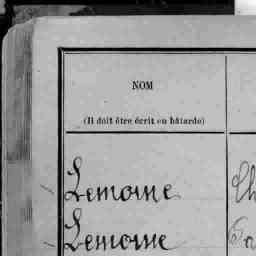 NOM
(Il doit être écrit en bâtarde)
Lemoine
Lemoine